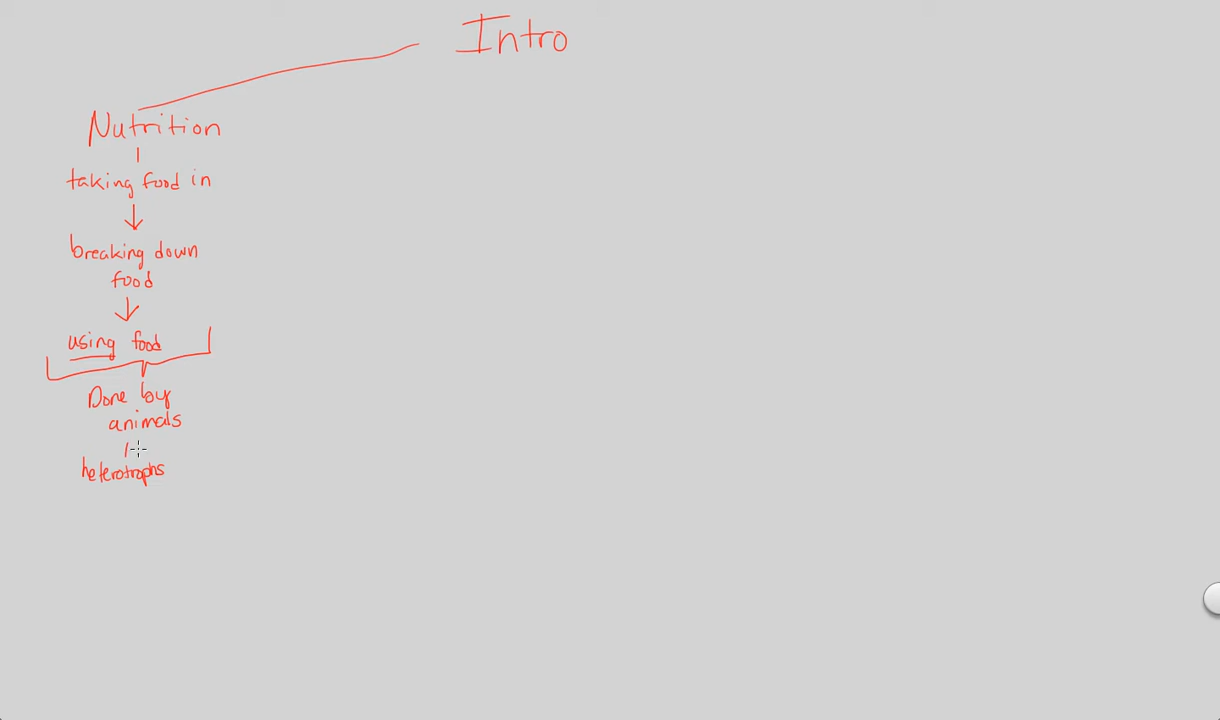 Intro
Nutrition
taking food in
breaking down
food
using food
Done by
animals
heterotrophs